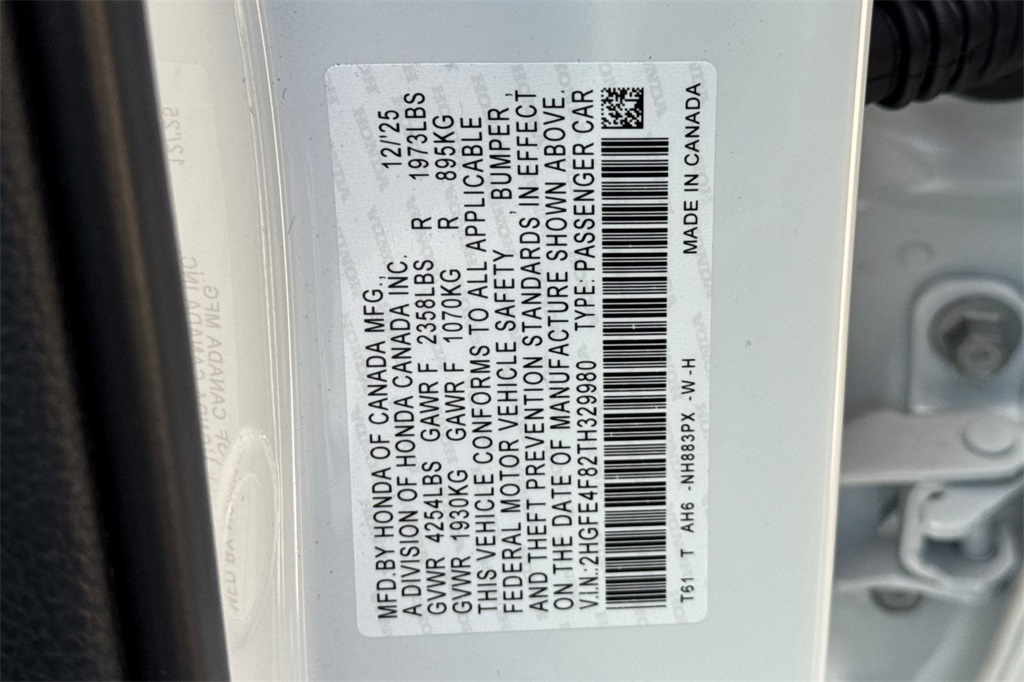 MFD.BY HONDA OF CANADA MFG., 12/'25
A DIVISION OF HONDA CANADA INC.
GVWR 4254LBS GAWR F 2358LBS R 1973LBS
GVWR 1930KG GAWR F 1070KG R 895KG
THIS VEHICLE CONFORMS TO ALL APPLICABLE
FEDERAL MOTOR VEHICLE SAFETY, BUMPER,
AND THEFT PREVENTION STANDARDS IN EFFECT
ON THE DATE OF MANUFACTURE SHOWN ABOVE.
V.I.N.:2HGFE4F82TH329980 TYPE:PASSENGER CAR
T61 T AH6 -NH883PX -W -H MADE IN CANADA